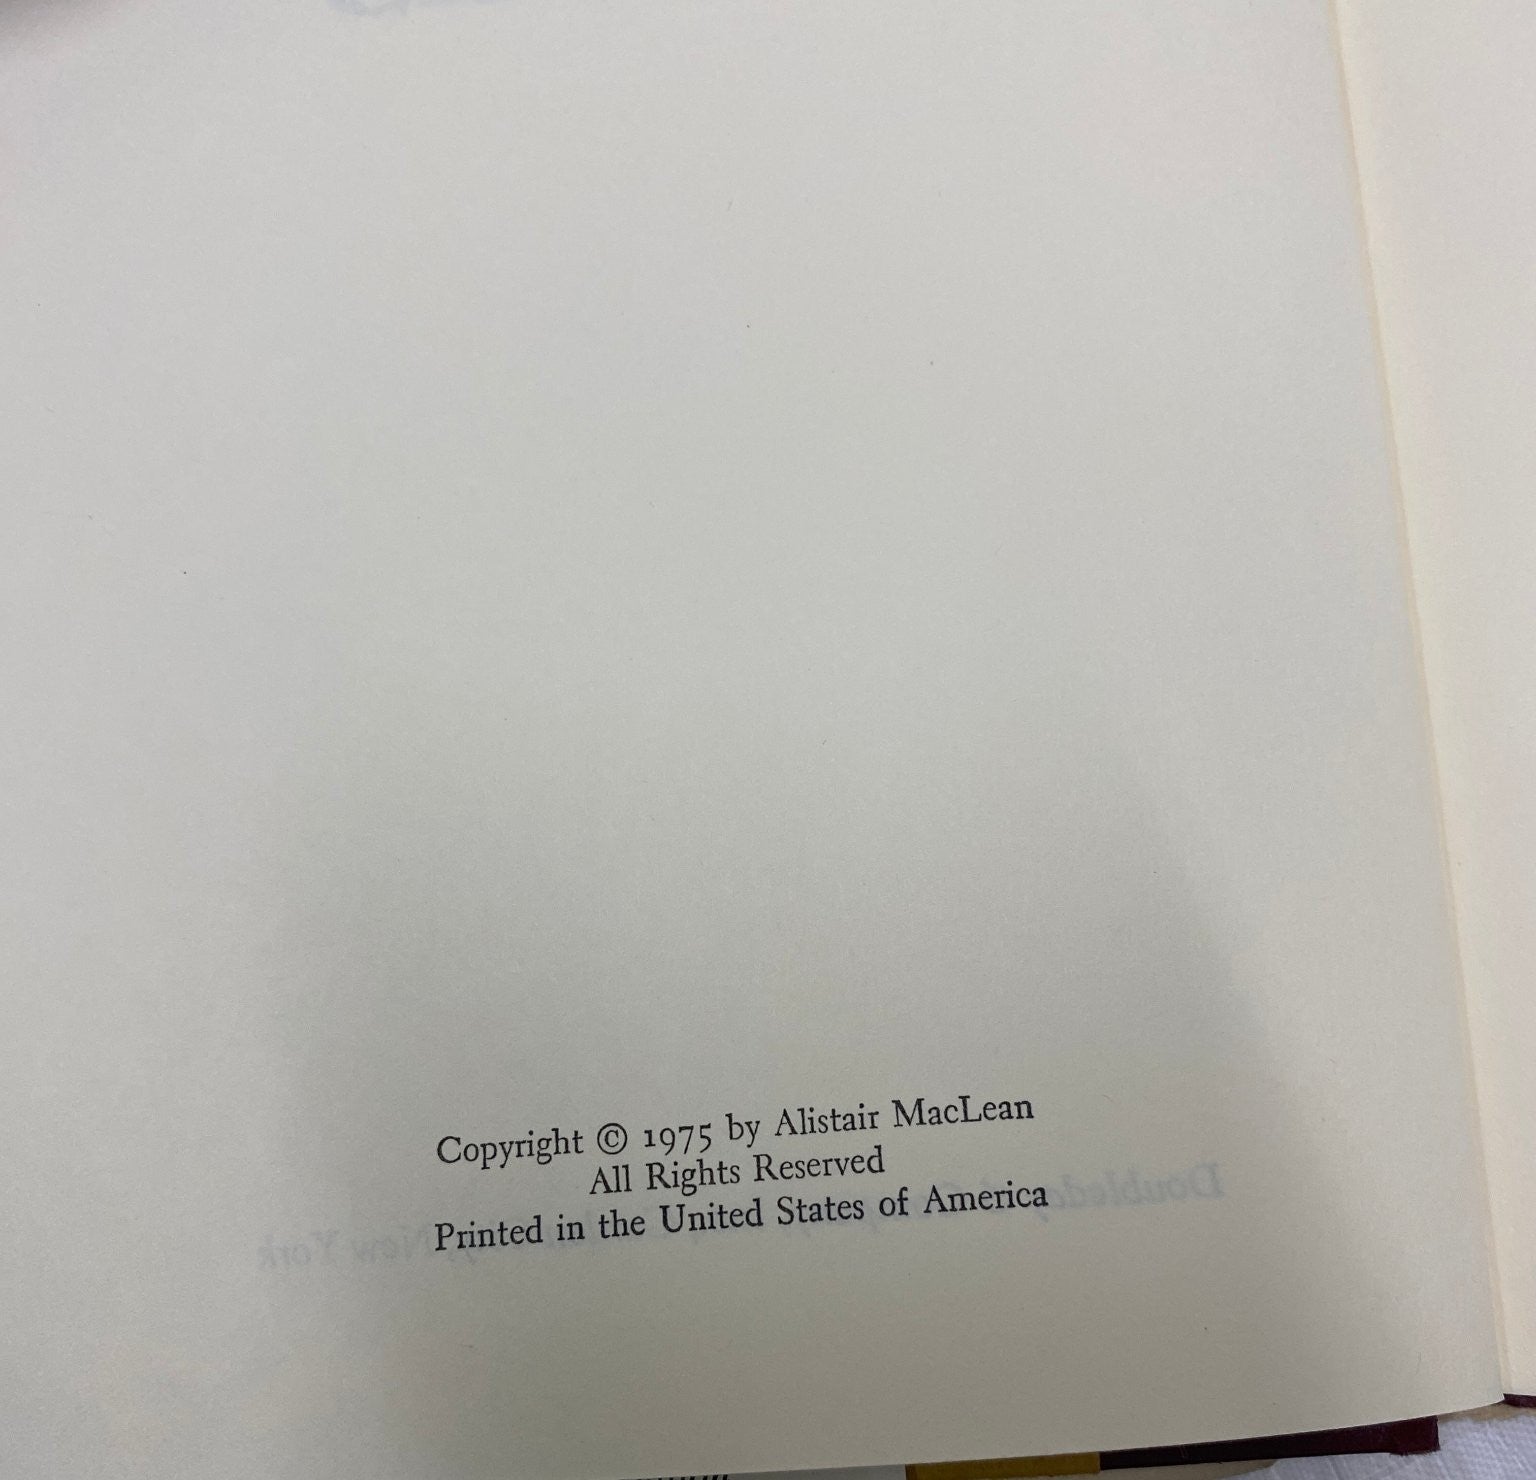 Copyright © 1975 by Alistair MacLean
All Rights Reserved
Printed in the United States of America